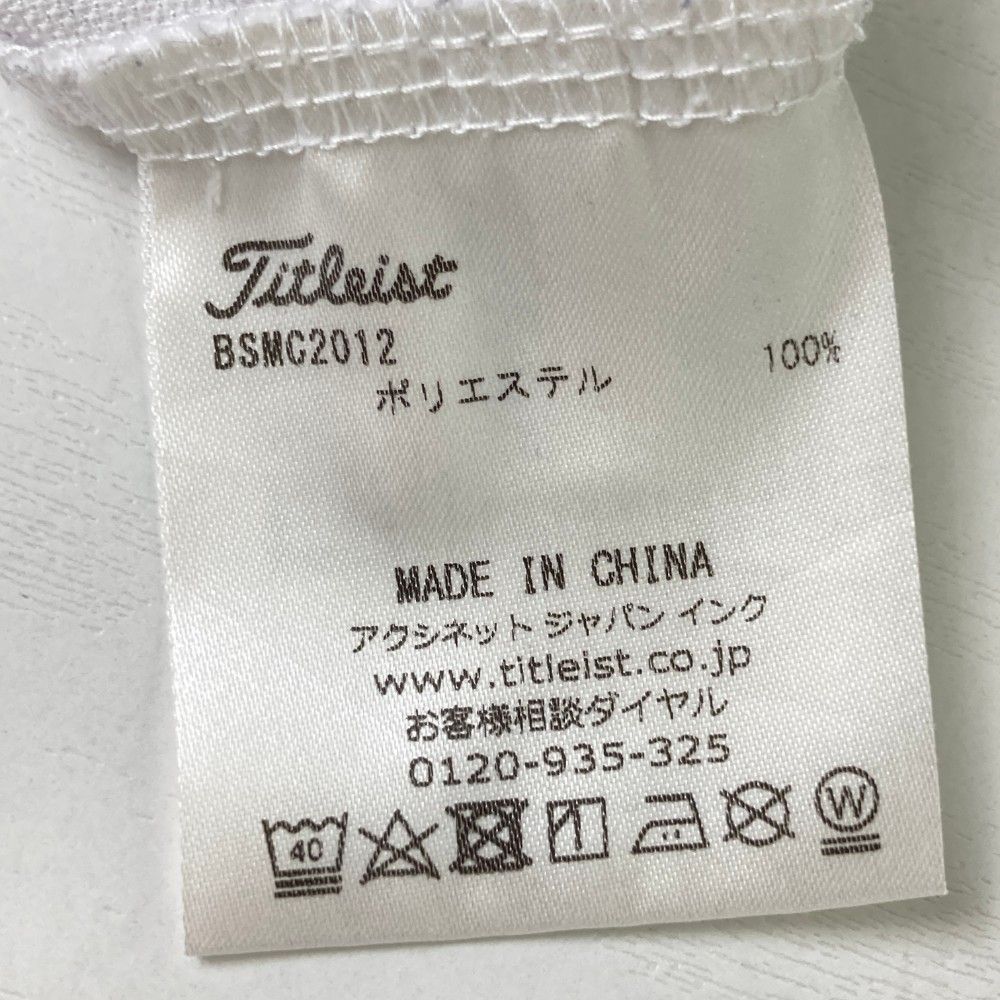 Titleist
BSMC2012
ポリエステル 100%
MADE IN CHINA
アクシネット ジャパン インク
www.titleist.co.jp
お客様相談ダイヤル
0120-935-325
40
W